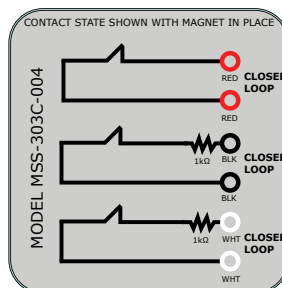 CONTACT STATE SHOWN WITH MAGNET IN PLACE
MODEL MSS-303C-004
RED
CLOSED
LOOP
RED
1kΩ
BLK
CLOSED
LOOP
BLK
1kΩ
WHT
CLOSED
LOOP
WHT